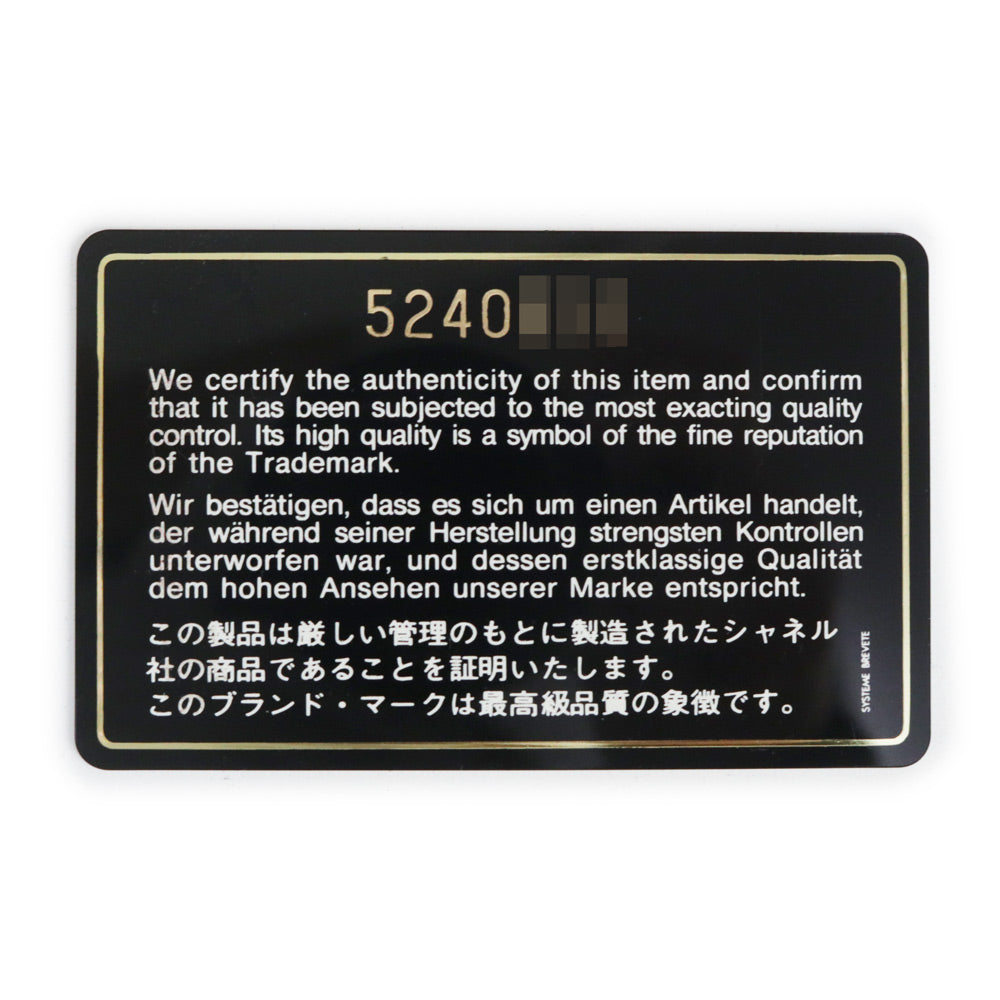 5240
We certify the authenticity of this item and confirm
that it has been subjected to the most exacting quality
control. Its high quality is a symbol of the fine reputation
of the Trademark.
Wir bestätigen, dass es sich um einen Artikel handelt,
der während seiner Herstellung strengsten Kontrollen
unterworfen war, und dessen erstklassige Qualität
dem hohen Ansehen unserer Marke entspricht.
この製品は厳しい管理のもとに製造されたシャネル
社の商品であることを証明いたします。
このブランド・マークは最高級品質の象徴です。
SYSTEME BREVETE